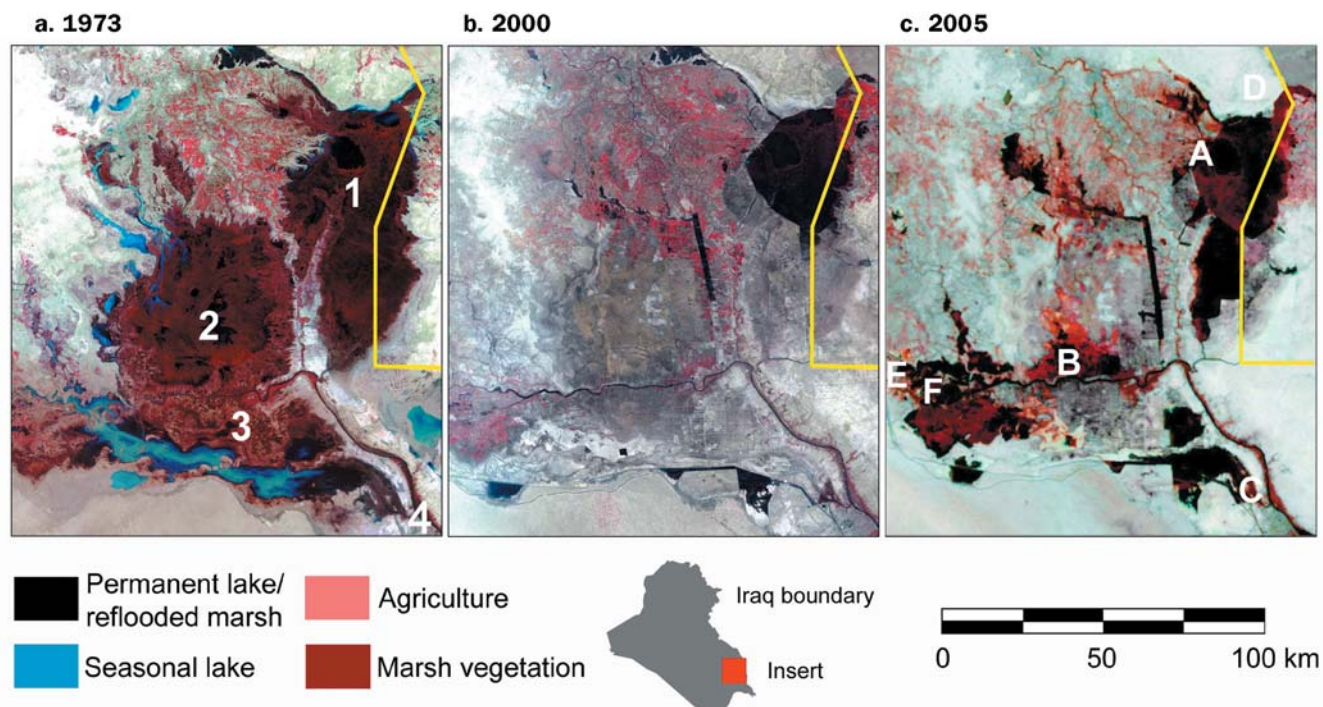 a. 1973
b. 2000
c. 2005
1
2
3
4
D
A
B
E
F
C
Permanent lake/
reflooded marsh
Agriculture
Iraq boundary
Seasonal lake
Marsh vegetation
Insert
0 50 100 km